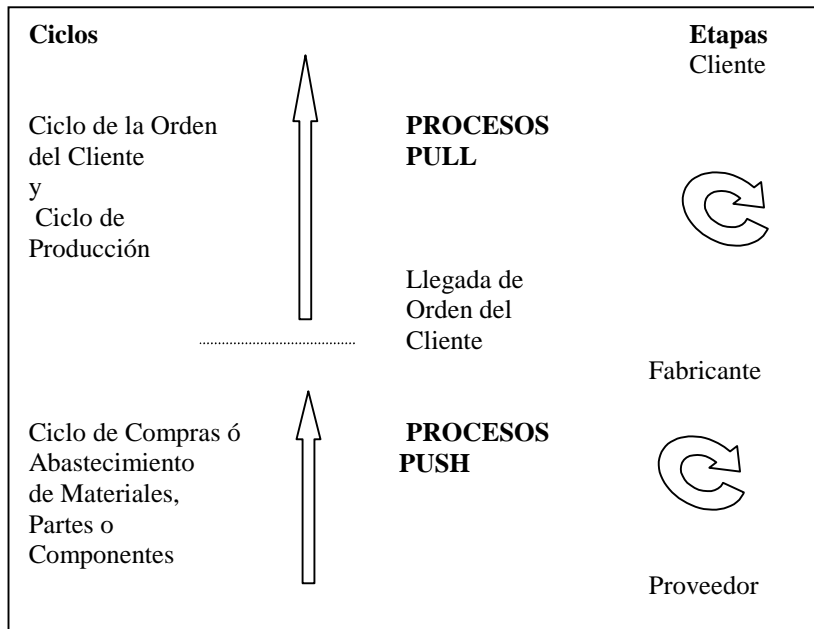 Ciclos
Etapas
Cliente
Ciclo de la Orden
del Cliente
y
Ciclo de
Producción
PROCESOS
PULL
Llegada de
Orden del
Cliente
Fabricante
Ciclo de Compras ó
Abastecimiento
de Materiales,
Partes o
Componentes
PROCESOS
PUSH
Proveedor